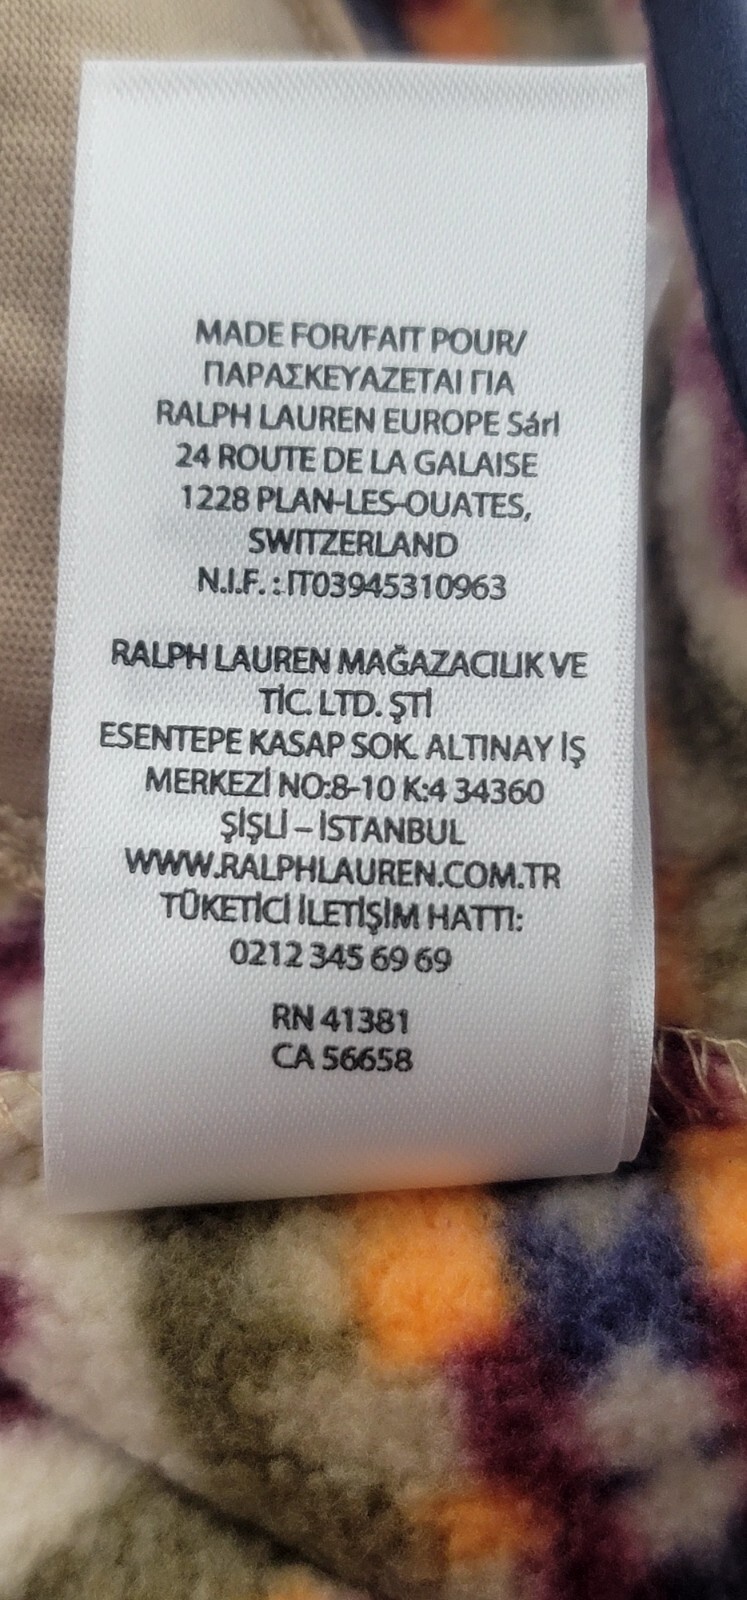 MADE FOR/FAIT POUR/
ΠΑΡΑΣΚΕΥΑΖΕΤΑΙ ΓΙΑ
RALPH LAUREN EUROPE Sárl
24 ROUTE DE LA GALAISE
1228 PLAN-LES-OUATES,
SWITZERLAND
N.I.F. : IT03945310963
RALPH LAUREN MAĞAZACILIK VE
TİC. LTD. ŞTİ
ESENTEPE KASAP SOK. ALTINAY İŞ
MERKEZİ NO:8-10 K:4 34360
ŞİŞLİ – İSTANBUL
WWW.RALPHLAUREN.COM.TR
TÜKETİCİ İLETİŞİM HATTI:
0212 345 69 69
RN 41381
CA 56658